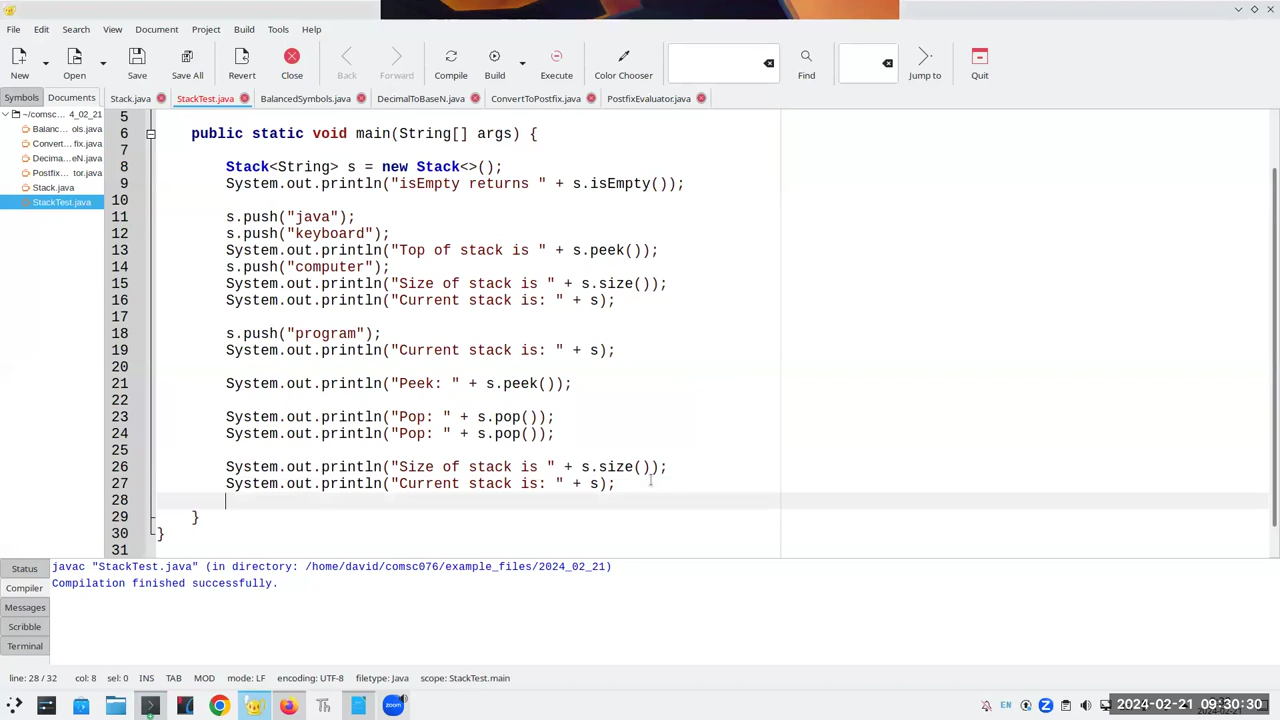 File Edit Search View Document Project Build Tools Help
New Open Save Save All Revert Close Back Forward Compile Build Execute Color Chooser Find Jump to Quit
Symbols Documents Stack.java StackTest.java BalancedSymbols.java DecimalToBaseN.java ConvertToPostfix.java PostfixEvaluator.java
~/comsc... 4_02_21
Balanc... ols.java
Convert...fix.java
Decima...eN.java
Postfix... tor.java
Stack.java
StackTest.java
5
6 public static void main(String[] args) {
7
8 Stack<String> s = new Stack<>();
9 System.out.println("isEmpty returns " + s.isEmpty());
10
11 s.push("java");
12 s.push("keyboard");
13 System.out.println("Top of stack is " + s.peek());
14 s.push("computer");
15 System.out.println("Size of stack is " + s.size());
16 System.out.println("Current stack is: " + s);
17
18 s.push("program");
19 System.out.println("Current stack is: " + s);
20
21 System.out.println("Peek: " + s.peek());
22
23 System.out.println("Pop: " + s.pop());
24 System.out.println("Pop: " + s.pop());
25
26 System.out.println("Size of stack is " + s.size());
27 System.out.println("Current stack is: " + s);
28
29 }
30 }
31
Status
Compiler
Messages
Scribble
Terminal
javac "StackTest.java" (in directory: /home/david/comsc076/example_files/2024_02_21)
Compilation finished successfully.
line: 28 / 32 col: 8 sel: 0 INS TAB MOD mode: LF encoding: UTF-8 filetype: Java scope: StackTest.main
Th zoom EN Z 2024-02-21 09:30:30